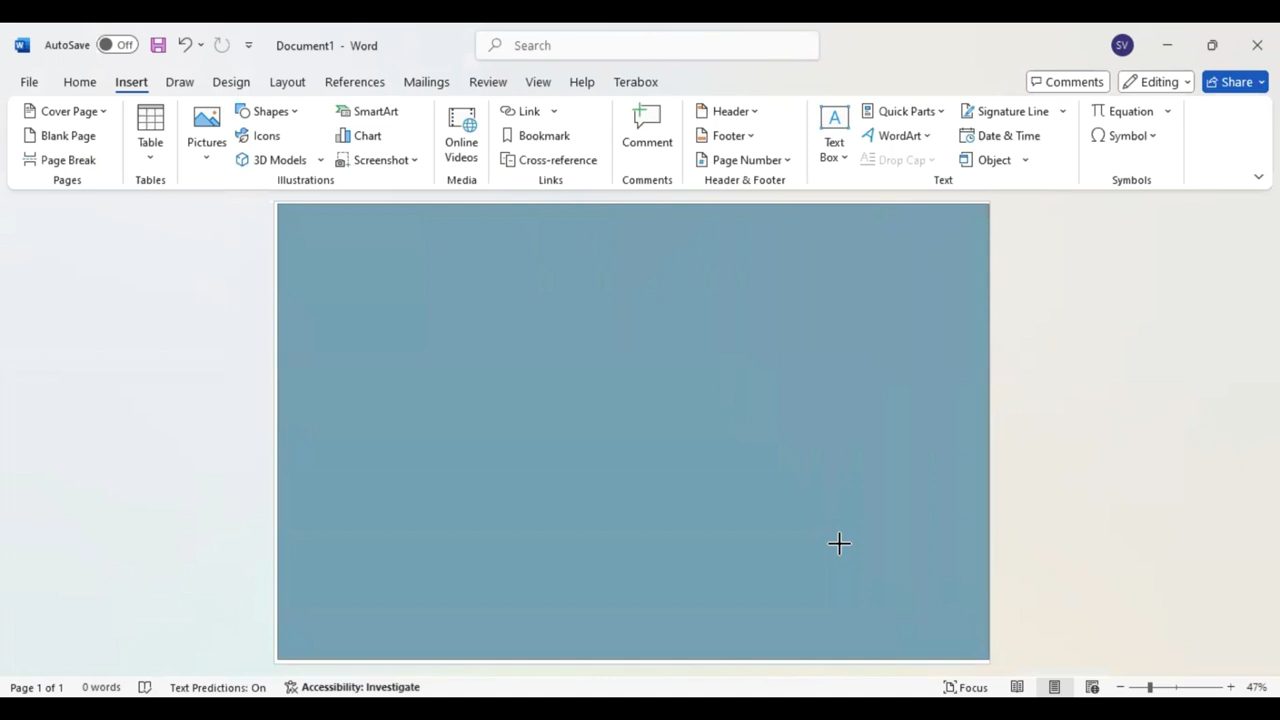 AutoSave Off Document1 - Word Search SV
File Home Insert Draw Design Layout References Mailings Review View Help Terabox Comments Editing Share
Cover Page Table Pictures Shapes SmartArt Online Videos Link Comment Header A Text Box Quick Parts Signature Line Equation
Blank Page Icons Chart Bookmark Footer WordArt Date & Time Symbol
Page Break 3D Models Screenshot Cross-reference Page Number Drop Cap Object
Pages Tables Illustrations Media Links Comments Header & Footer Text Symbols
Page 1 of 1 0 words Text Predictions: On Accessibility: Investigate Focus 47%